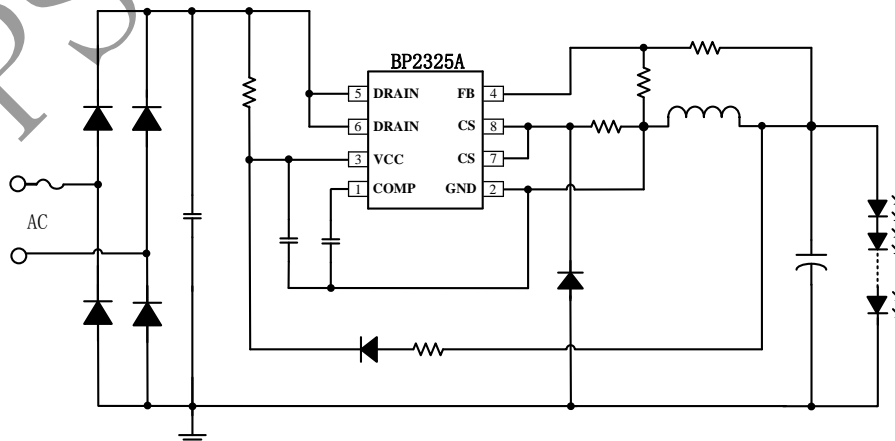 BP2325A
5 DRAIN FB 4
6 DRAIN CS 8
3 VCC CS 7
1 COMP GND 2
AC